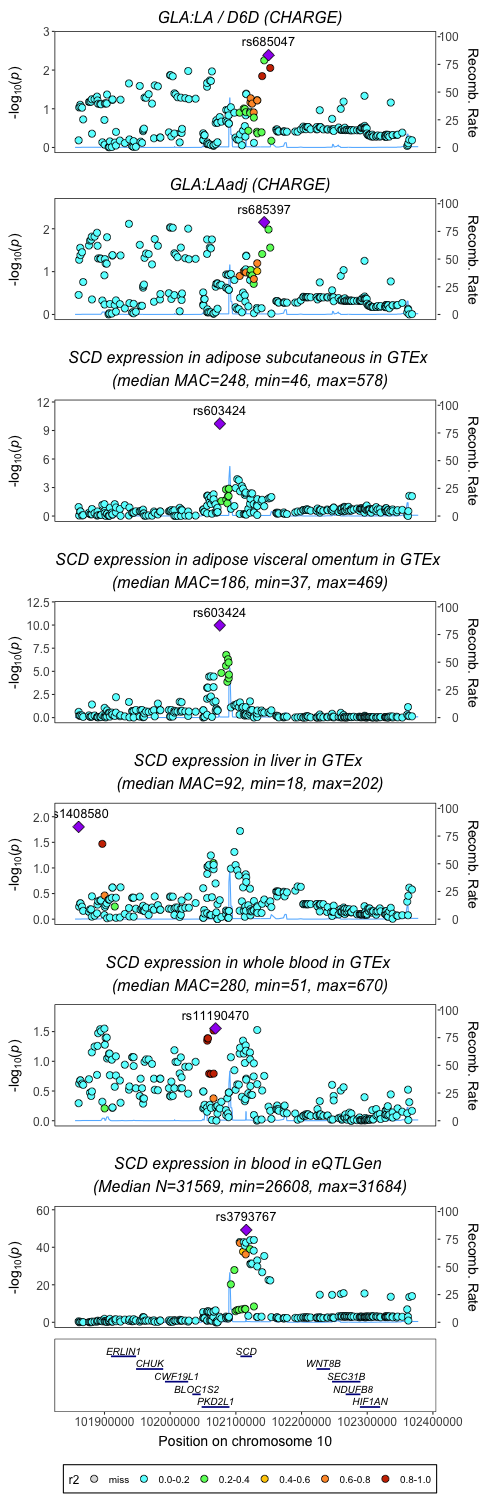 GLA:LA / D6D (CHARGE)
rs685047
-log10(p)
Recomb. Rate
3
2
1
0
100
75
50
25
0
GLA:LAadj (CHARGE)
rs685397
-log10(p)
Recomb. Rate
2
1
0
100
75
50
25
0
SCD expression in adipose subcutaneous in GTEx
(median MAC=248, min=46, max=578)
rs603424
-log10(p)
Recomb. Rate
12
9
6
3
0
100
75
50
25
0
SCD expression in adipose visceral omentum in GTEx
(median MAC=186, min=37, max=469)
rs603424
-log10(p)
Recomb. Rate
12.5
10.0
7.5
5.0
2.5
0.0
100
75
50
25
0
SCD expression in liver in GTEx
(median MAC=92, min=18, max=202)
s1408580
-log10(p)
Recomb. Rate
2.0
1.5
1.0
0.5
0.0
100
75
50
25
0
SCD expression in whole blood in GTEx
(median MAC=280, min=51, max=670)
rs11190470
-log10(p)
Recomb. Rate
1.5
1.0
0.5
0.0
100
75
50
25
0
SCD expression in blood in eQTLGen
(Median N=31569, min=26608, max=31684)
rs3793767
-log10(p)
Recomb. Rate
60
40
20
0
100
75
50
25
0
ERLIN1 SCD
CHUK WNT8B
CWF19L1 SEC31B
BLOC1S2 NDUFB8
PKD2L1 HIF1AN
101900000 102000000 102100000 102200000 102300000 102400000
Position on chromosome 10
r2 miss 0.0-0.2 0.2-0.4 0.4-0.6 0.6-0.8 0.8-1.0